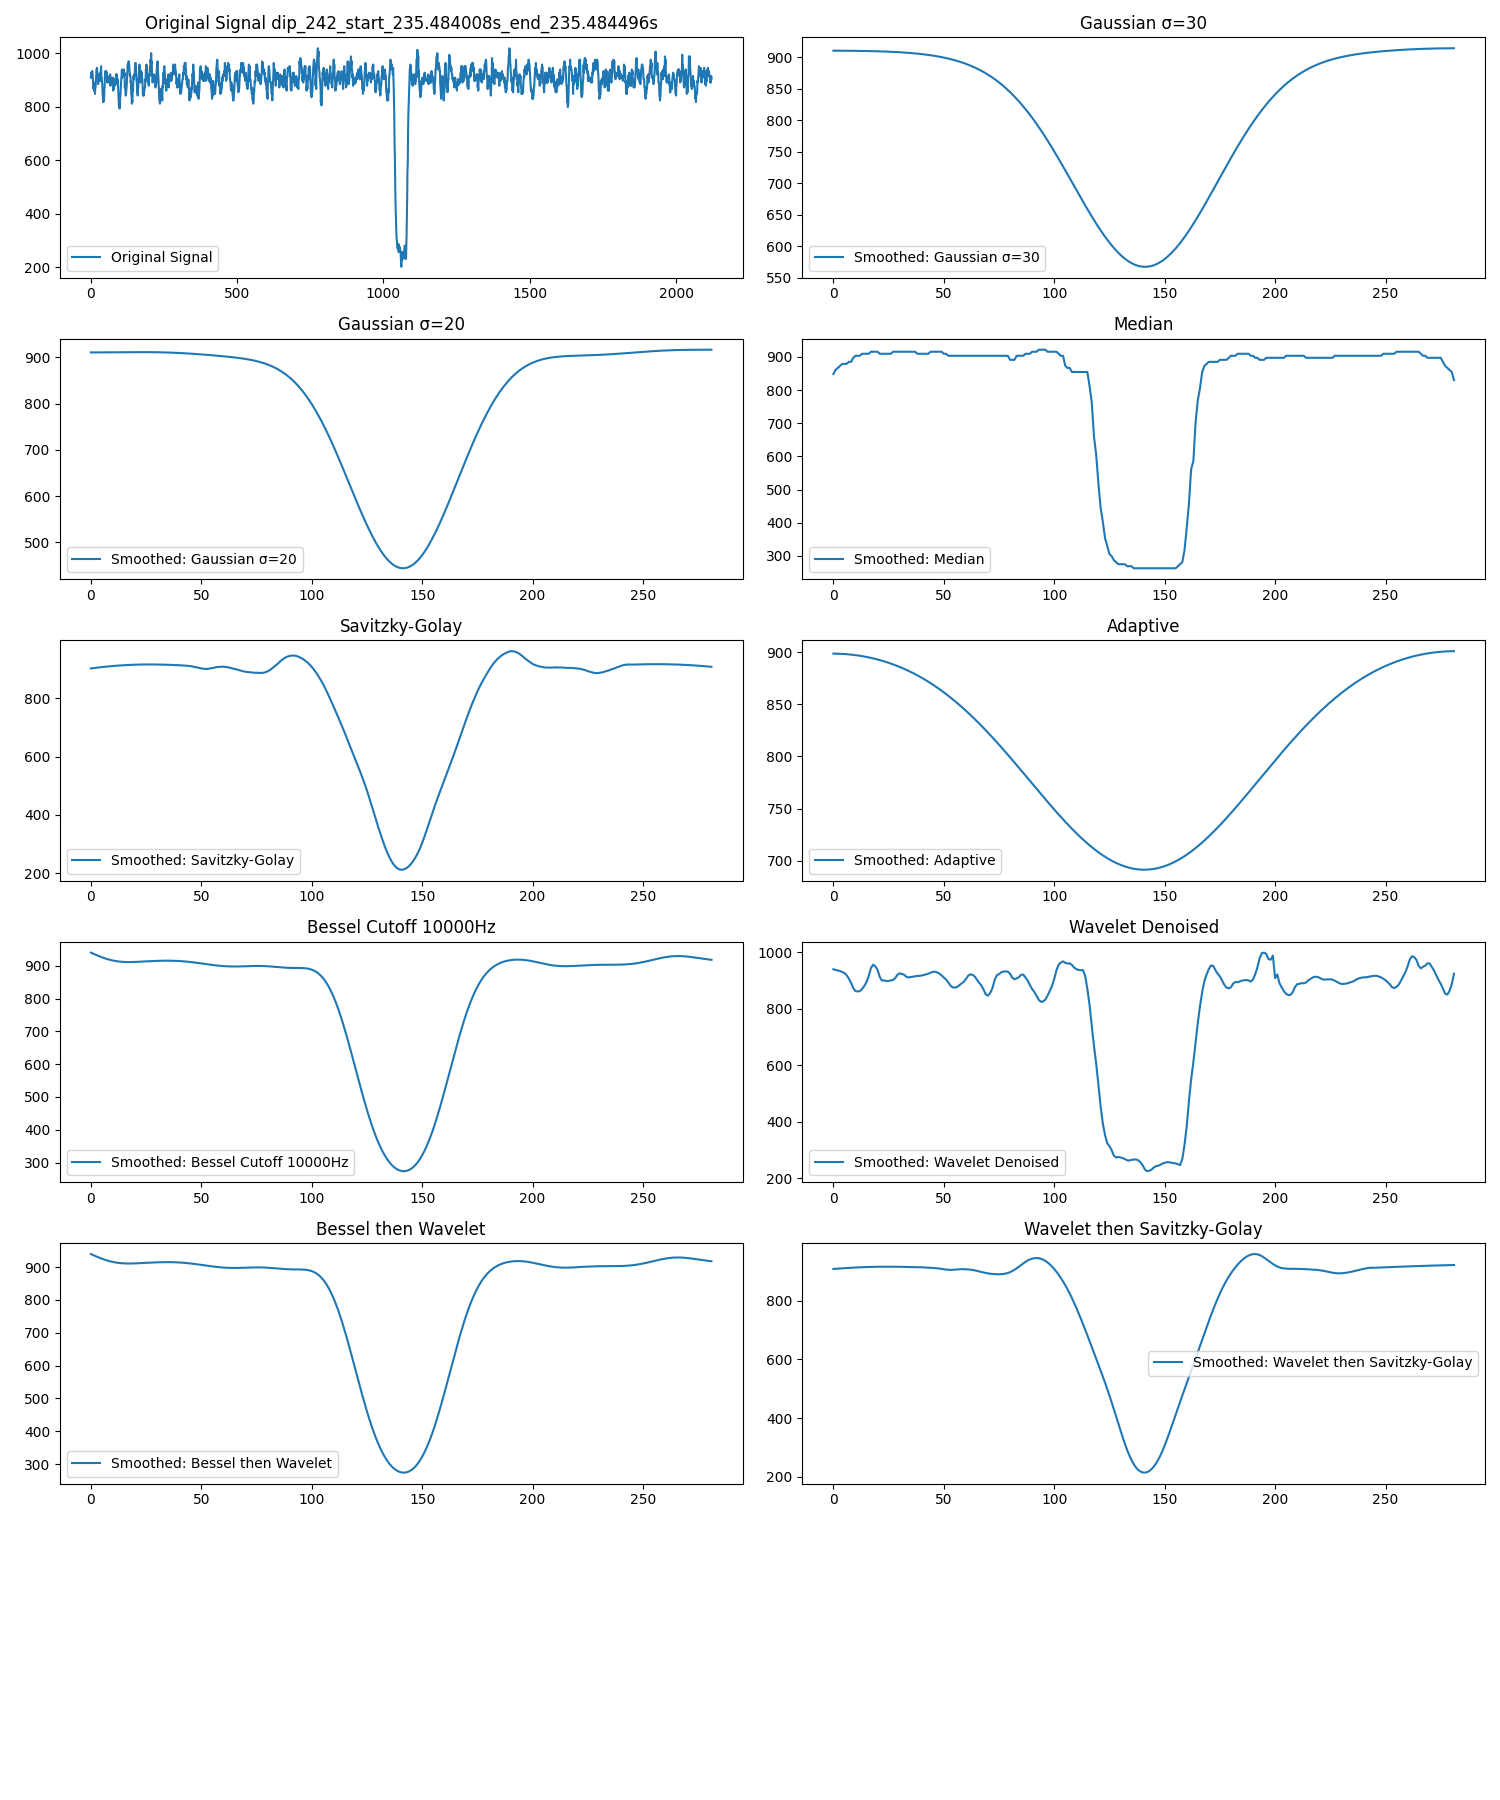 Original Signal dip_242_start_235.484008s_end_235.484496s
1000
800
600
400
200
Original Signal
0 500 1000 1500 2000
Gaussian σ=30
900
850
800
750
700
650
600
550
Smoothed: Gaussian σ=30
0 50 100 150 200 250
Gaussian σ=20
900
800
700
600
500
Smoothed: Gaussian σ=20
0 50 100 150 200 250
Median
900
800
700
600
500
400
300
Smoothed: Median
0 50 100 150 200 250
Savitzky-Golay
800
600
400
200
Smoothed: Savitzky-Golay
0 50 100 150 200 250
Adaptive
900
850
800
750
700
Smoothed: Adaptive
0 50 100 150 200 250
Bessel Cutoff 10000Hz
900
800
700
600
500
400
300
Smoothed: Bessel Cutoff 10000Hz
0 50 100 150 200 250
Wavelet Denoised
1000
800
600
400
200
Smoothed: Wavelet Denoised
0 50 100 150 200 250
Bessel then Wavelet
900
800
700
600
500
400
300
Smoothed: Bessel then Wavelet
0 50 100 150 200 250
Wavelet then Savitzky-Golay
800
600
400
200
Smoothed: Wavelet then Savitzky-Golay
0 50 100 150 200 250